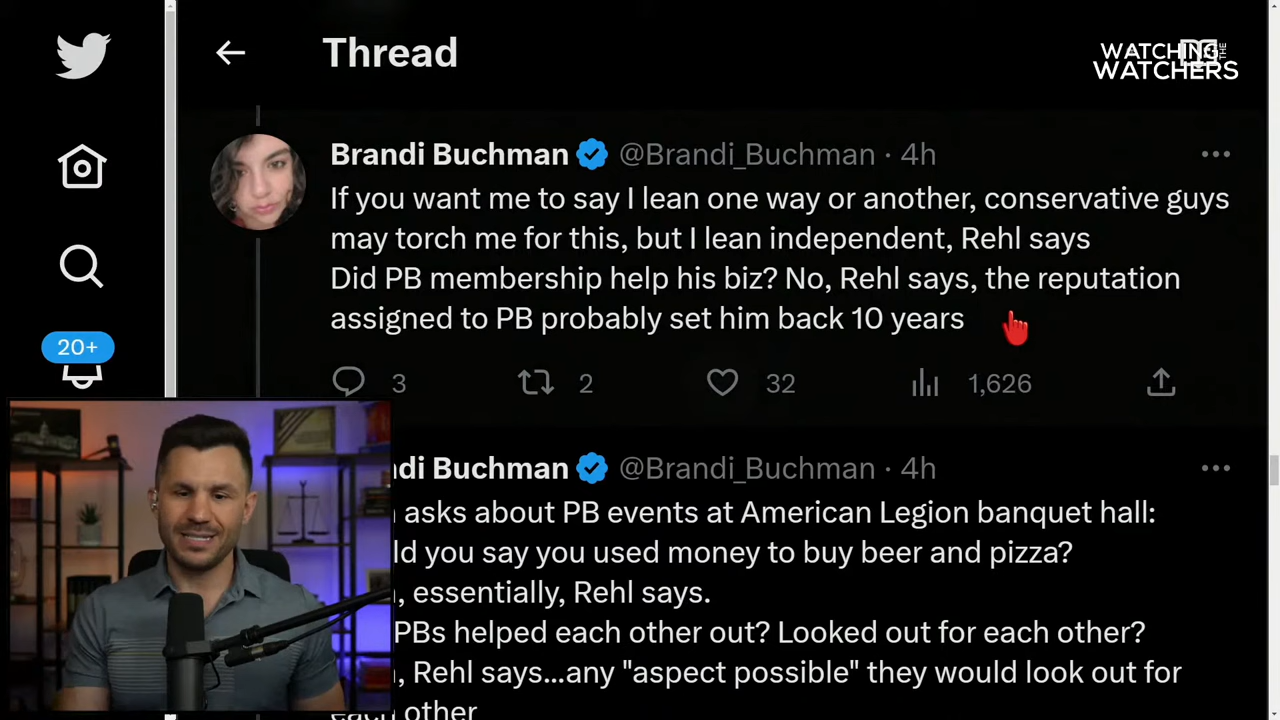 Thread
WATCHING THE
WATCHERS
Brandi Buchman @Brandi_Buchman · 4h
If you want me to say I lean one way or another, conservative guys
may torch me for this, but I lean independent, Rehl says
Did PB membership help his biz? No, Rehl says, the reputation
assigned to PB probably set him back 10 years
20+
3 2 32 1,626
di Buchman @Brandi_Buchman · 4h
asks about PB events at American Legion banquet hall:
ld you say you used money to buy beer and pizza?
, essentially, Rehl says.
PBs helped each other out? Looked out for each other?
, Rehl says...any "aspect possible" they would look out for
each other